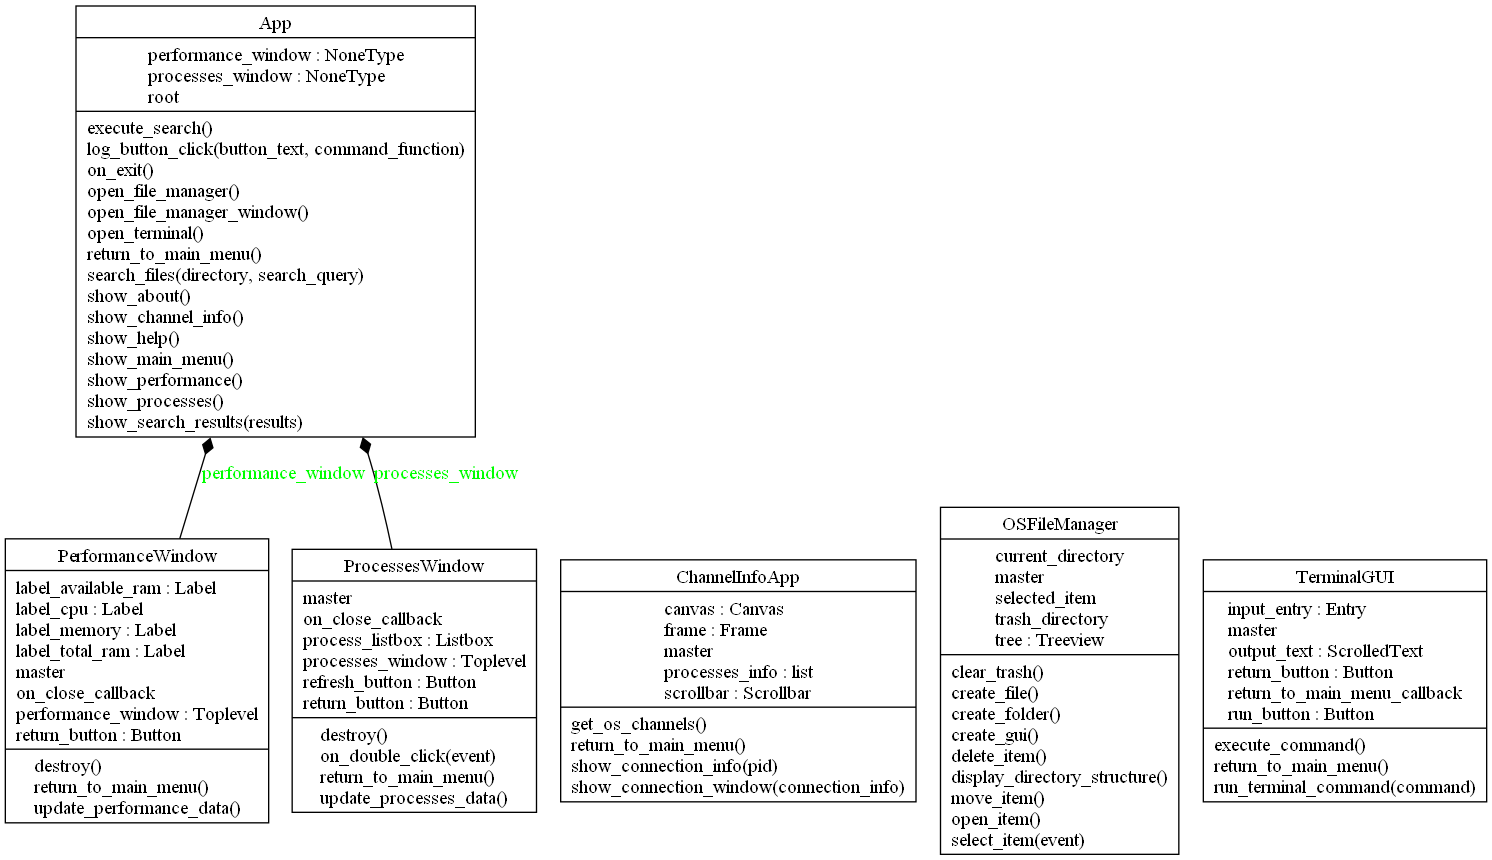 App
performance_window : NoneType
processes_window : NoneType
root
execute_search()
log_button_click(button_text, command_function)
on_exit()
open_file_manager()
open_file_manager_window()
open_terminal()
return_to_main_menu()
search_files(directory, search_query)
show_about()
show_channel_info()
show_help()
show_main_menu()
show_performance()
show_processes()
show_search_results(results)
performance_window
processes_window
PerformanceWindow
label_available_ram : Label
label_cpu : Label
label_memory : Label
label_total_ram : Label
master
on_close_callback
performance_window : Toplevel
return_button : Button
destroy()
return_to_main_menu()
update_performance_data()
ProcessesWindow
master
on_close_callback
process_listbox : Listbox
processes_window : Toplevel
refresh_button : Button
return_button : Button
destroy()
on_double_click(event)
return_to_main_menu()
update_processes_data()
ChannelInfoApp
canvas : Canvas
frame : Frame
master
processes_info : list
scrollbar : Scrollbar
get_os_channels()
return_to_main_menu()
show_connection_info(pid)
show_connection_window(connection_info)
OSFileManager
current_directory
master
selected_item
trash_directory
tree : Treeview
clear_trash()
create_file()
create_folder()
create_gui()
delete_item()
display_directory_structure()
move_item()
open_item()
select_item(event)
TerminalGUI
input_entry : Entry
master
output_text : ScrolledText
return_button : Button
return_to_main_menu_callback
run_button : Button
execute_command()
return_to_main_menu()
run_terminal_command(command)